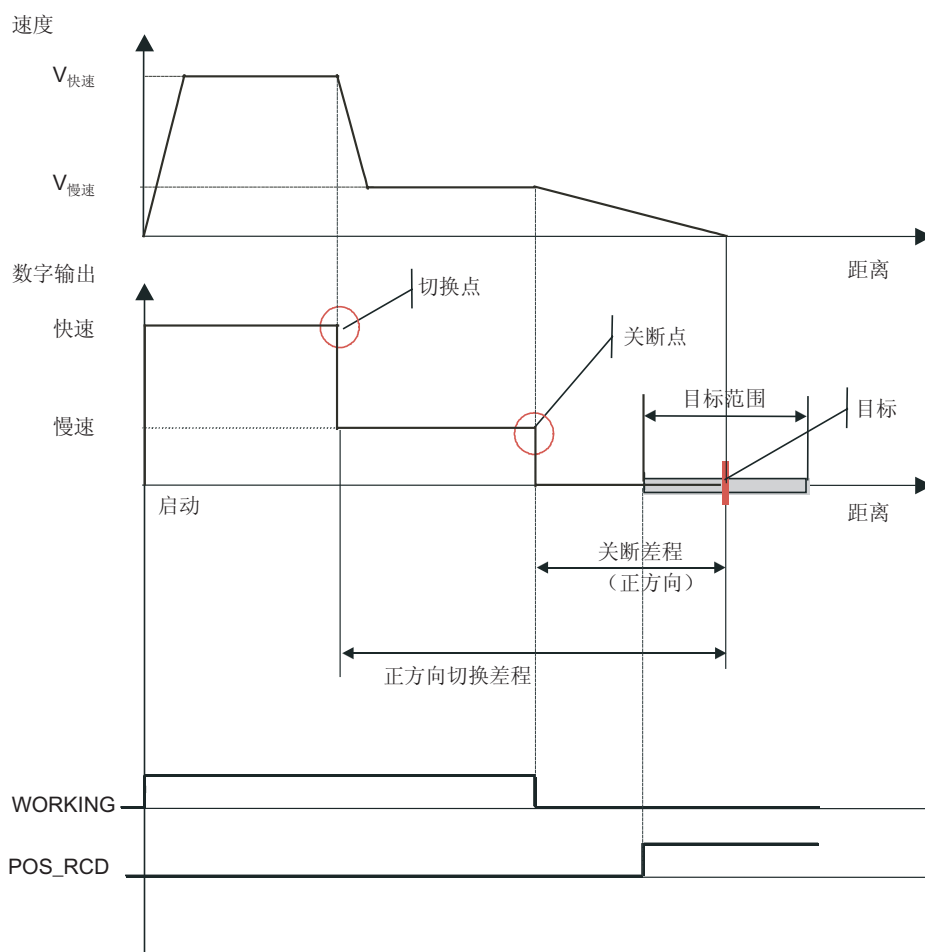 速度
V快速
V慢速
距离
数字输出
切换点
快速
关断点
目标范围
目标
慢速
启动
距离
关断差程
（正方向）
正方向切换差程
WORKING
POS_RCD